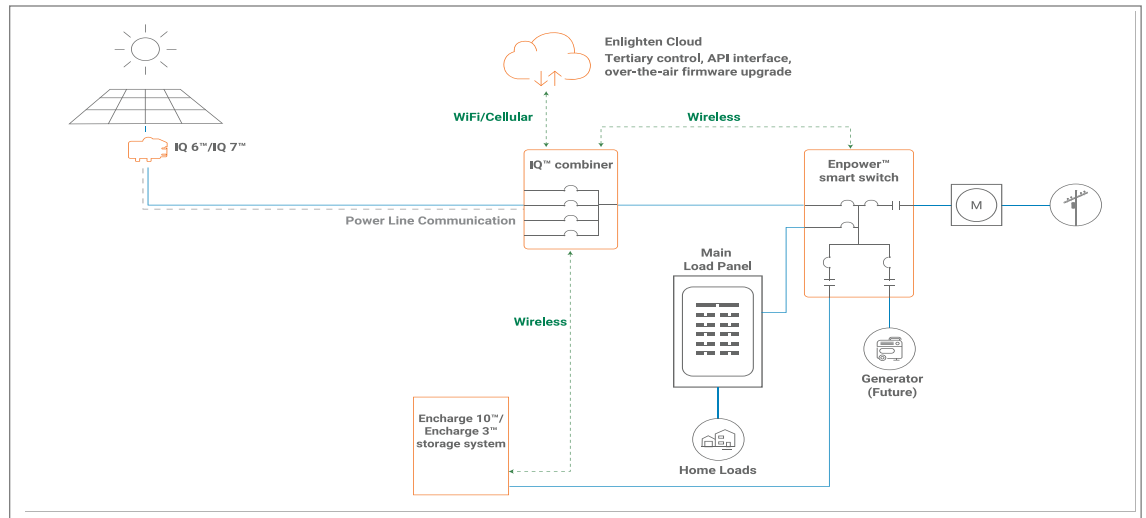 Enlighten Cloud
Tertiary control, API interface,
over-the-air firmware upgrade
WiFi/Cellular
Wireless
IQ 6™/IQ 7™
IQ™ combiner
Enpower™
smart switch
Power Line Communication
M
Main
Load Panel
Wireless
Generator
(Future)
Encharge 10™/
Encharge 3™
storage system
Home Loads